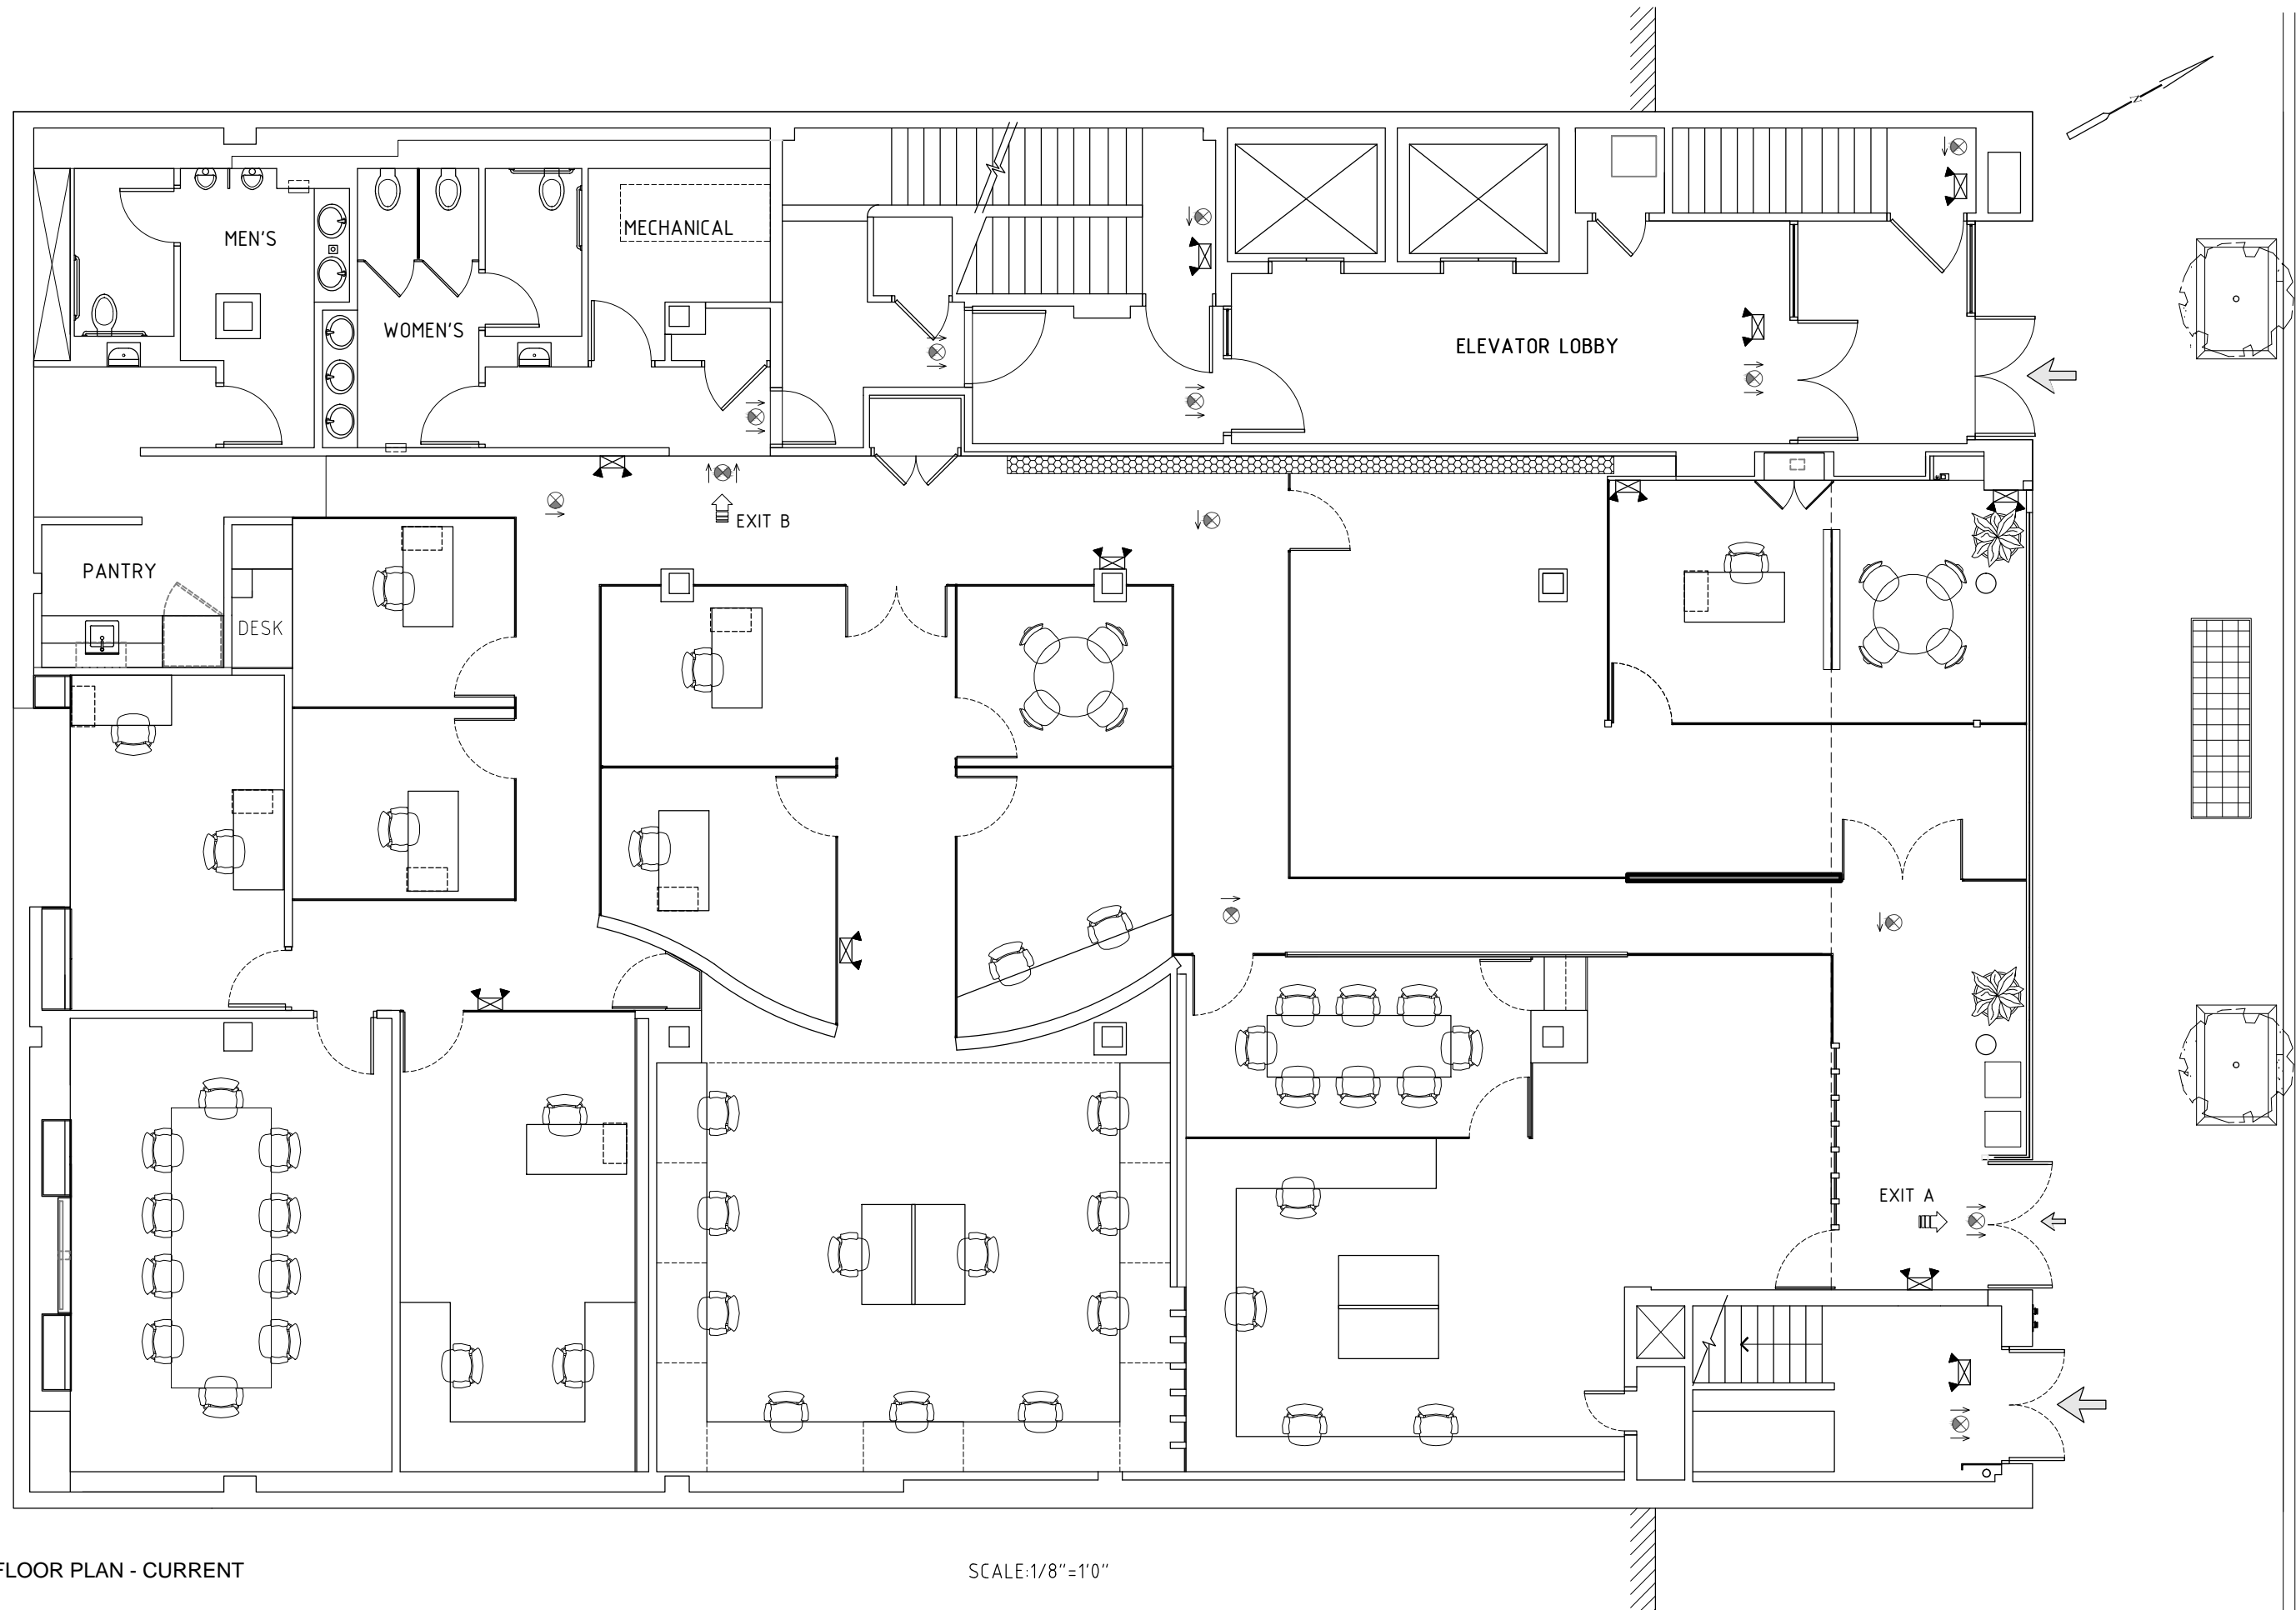 MEN'S
MECHANICAL
WOMEN'S
ELEVATOR LOBBY
EXIT B
PANTRY
DESK
EXIT A
FLOOR PLAN - CURRENT
SCALE:1/8"=1'0"